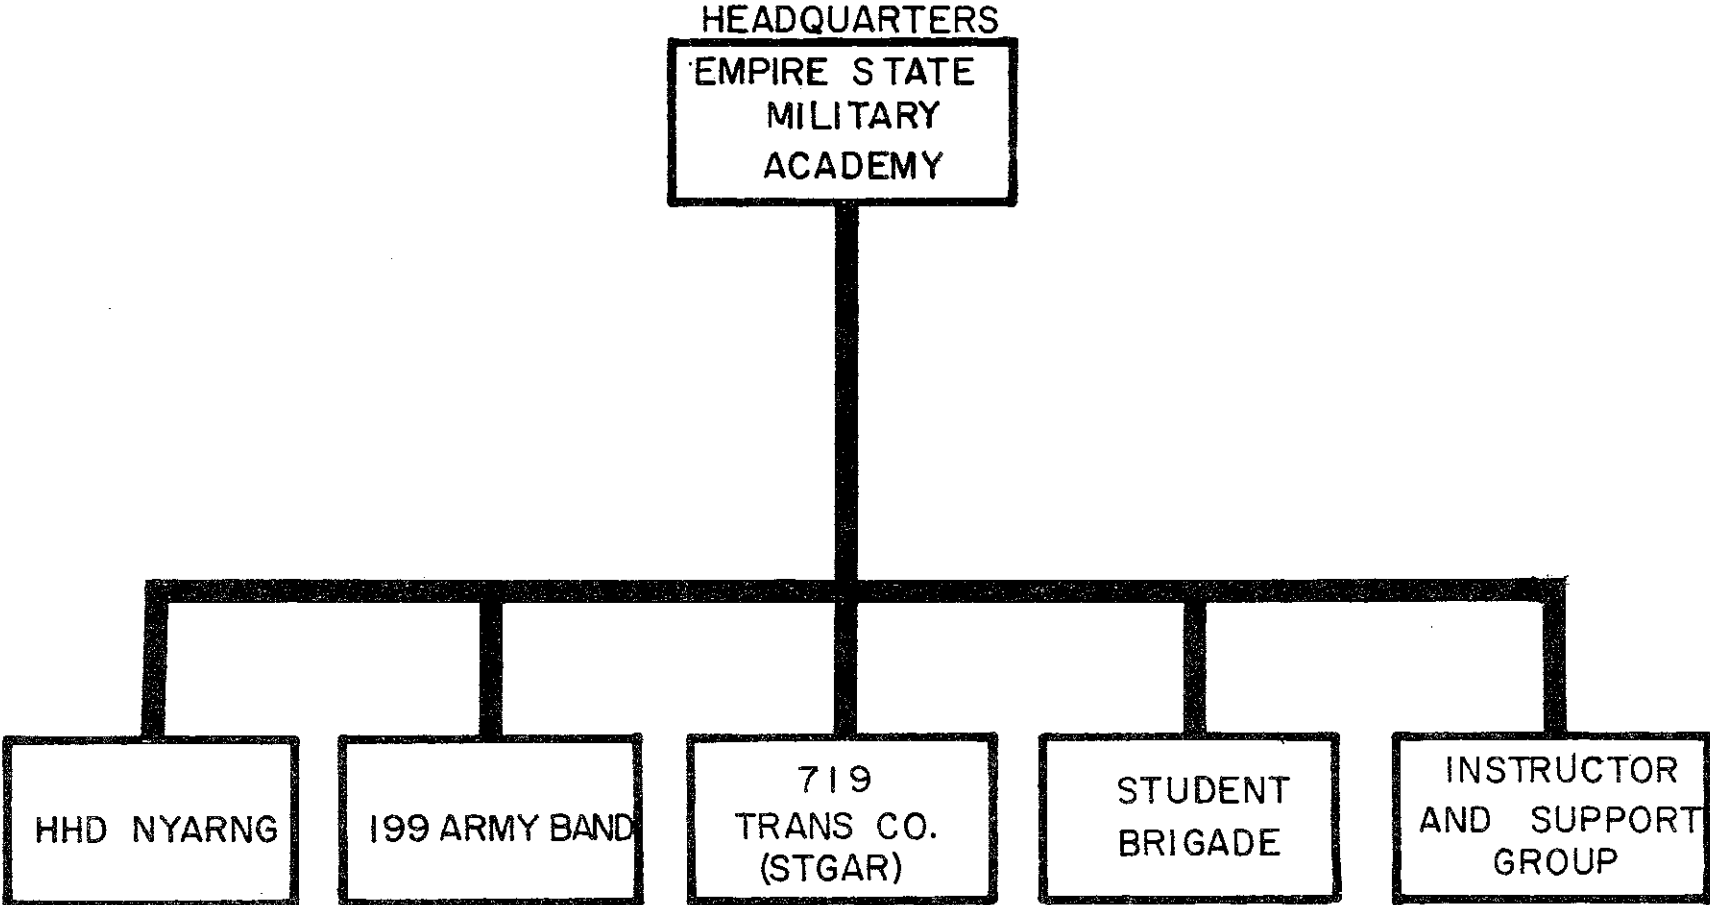 HEADQUARTERS
EMPIRE STATE
MILITARY
ACADEMY
HHD NYARNG
199 ARMY BAND
719
TRANS CO.
(STGAR)
STUDENT
BRIGADE
INSTRUCTOR
AND SUPPORT
GROUP